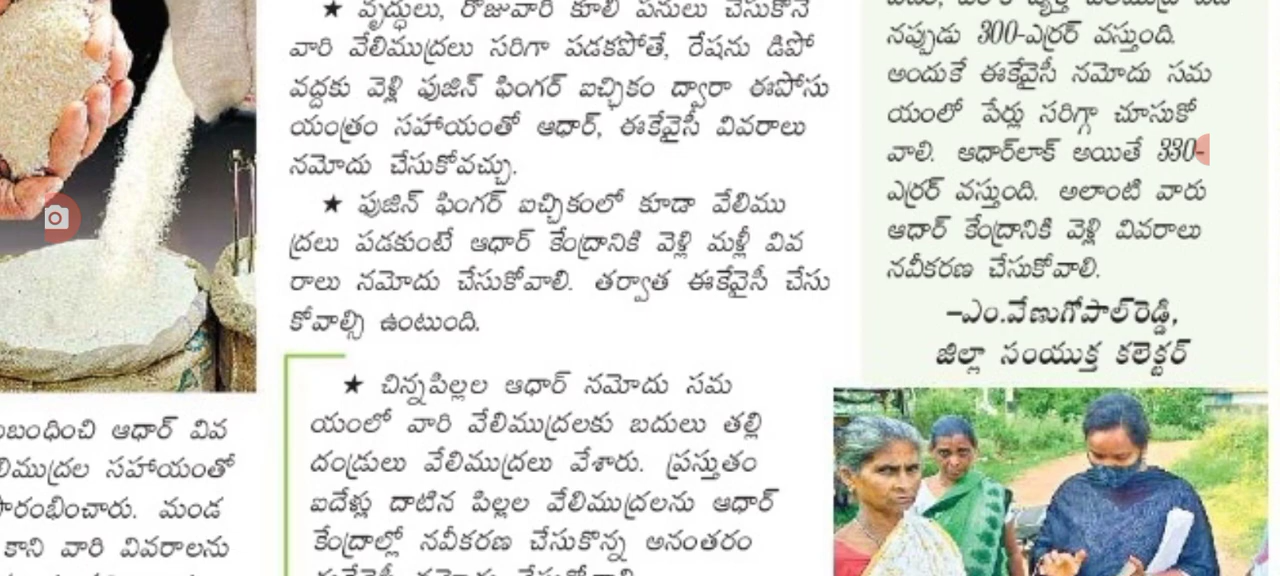 ★ వృద్ధులు, రోజువారీ కూలి పనులు చేసుకొనే
వారి వేలిముద్రలు సరిగా పడకపోతే, రేషను డిపో
వద్దకు వెళ్లి ఫుజిన్ ఫింగర్ ఐచ్ఛికం ద్వారా ఈపోసు
యంత్రం సహాయంతో ఆధార్, ఈకేవైసీ వివరాలు
నమోదు చేసుకోవచ్చు.
★ ఫుజిన్ ఫింగర్ ఐచ్ఛికంలో కూడా వేలిము
ద్రలు పడకుంటే ఆధార్ కేంద్రానికి వెళ్లి మళ్లీ వివ
రాలు నమోదు చేసుకోవాలి. తర్వాత ఈకేవైసీ చేసు
కోవాల్సి ఉంటుంది.
★ చిన్నపిల్లల ఆధార్ నమోదు సమ
యంలో వారి వేలిముద్రలకు బదులు తల్లి
దండ్రులు వేలిముద్రలు వేశారు. ప్రస్తుతం
ఐదేళ్లు దాటిన పిల్లల వేలిముద్రలను ఆధార్
కేంద్రాల్లో నవీకరణ చేసుకొన్న అనంతరం
నప్పుడు 300-ఎర్రర్ వస్తుంది.
అందుకే ఈకేవైసీ నమోదు సమ
యంలో పేర్లు సరిగ్గా చూసుకో
వాలి. ఆధార్‌లాక్ అయితే 330-
ఎర్రర్ వస్తుంది. అలాంటి వారు
ఆధార్ కేంద్రానికి వెళ్లి వివరాలు
నవీకరణ చేసుకోవాలి.
–ఎం.వేణుగోపాల్‌రెడ్డి,
జిల్లా సంయుక్త కలెక్టర్
ఆధార్ వివ
సహాయంతో
మండ
కాని వారి వివరాలను